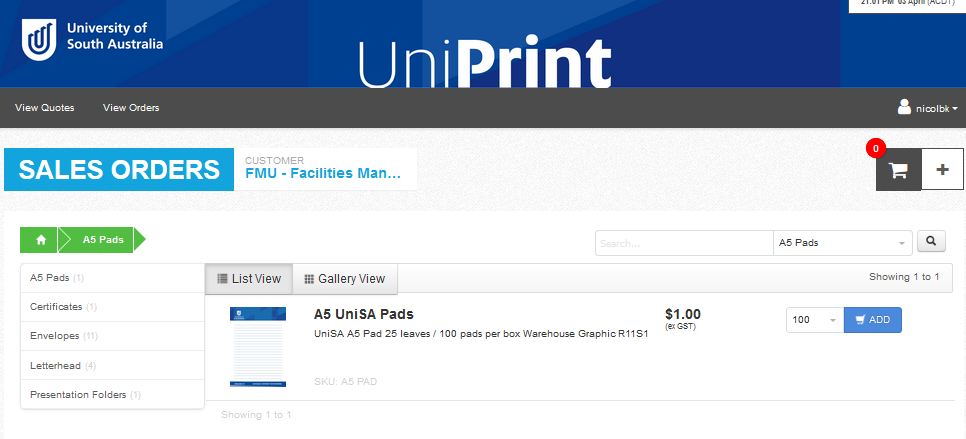 21:01 PM 03 April (ACDT)
University of
South Australia
UniPrint
View Quotes
View Orders
nicolbk
SALES ORDERS
CUSTOMER
FMU - Facilities Man...
0
A5 Pads
Search...
A5 Pads
A5 Pads (1)
Certificates (1)
Envelopes (11)
Letterhead (4)
Presentation Folders (1)
List View
Gallery View
Showing 1 to 1
A5 UniSA Pads
UniSA A5 Pad 25 leaves / 100 pads per box Warehouse Graphic R11S1
SKU: A5 PAD
$1.00
(ex GST)
100
ADD
Showing 1 to 1